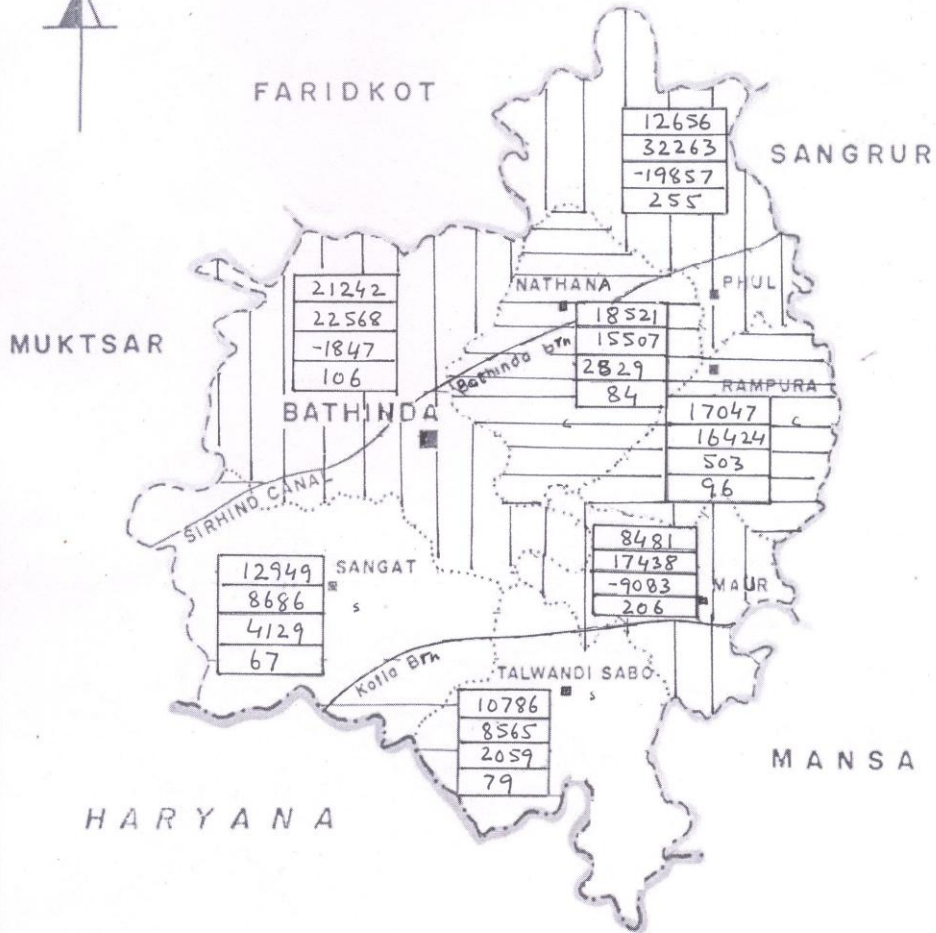 FARIDKOT
12656
32263
-19857
255
SANGRUR
21242
22568
-1847
106
NATHANA
PHUL
18521
15507
2829
84
MUKTSAR
Bathinda brn
RAMPURA
BATHINDA
17047
16424
503
96
c
c
SIRHIND CANAL
8481
17438
-9083
206
MAUR
12949
8686
4129
67
SANGAT
s
Kotla Brn
TALWANDI SABO
s
10786
8565
2059
79
MANSA
HARYANA